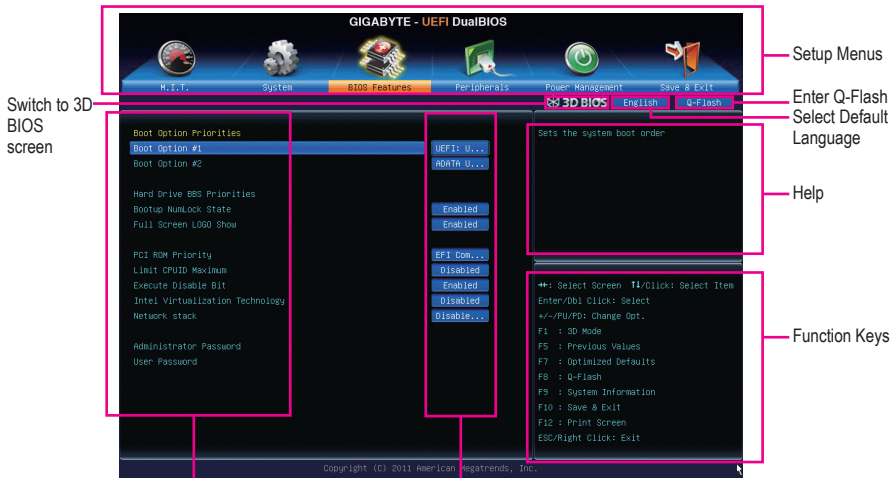 GIGABYTE - UEFI DualBIOS
Setup Menus
M.I.T. System BIOS Features Peripherals Power Management Save & Exit
Switch to 3D
BIOS
screen
3D BIOS English Q-Flash
Enter Q-Flash
Select Default
Language
Boot Option Priorities
Boot Option #1 UEFI: U...
Boot Option #2 ADATA U...
Hard Drive BBS Priorities
Bootup NumLock State Enabled
Full Screen LOGO Show Enabled
PCI ROM Priority EFI Com...
Limit CPUID Maximum Disabled
Execute Disable Bit Enabled
Intel Virtualization Technology Disabled
Network stack Disable...
Administrator Password
User Password
Sets the system boot order
Help
→←: Select Screen ↑↓/Click: Select Item
Enter/Dbl Click: Select
+/-/PU/PD: Change Opt.
F1 : 3D Mode
F5 : Previous Values
F7 : Optimized Defaults
F8 : Q-Flash
F9 : System Information
F10 : Save & Exit
F12 : Print Screen
ESC/Right Click: Exit
Function Keys
Copyright (C) 2011 American Megatrends, Inc.